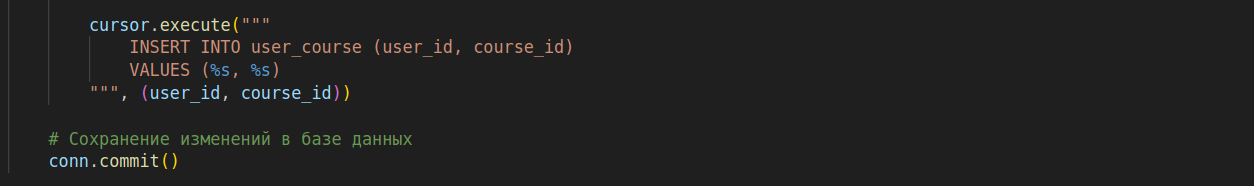 cursor.execute("""
INSERT INTO user_course (user_id, course_id)
VALUES (%s, %s)
""", (user_id, course_id))
# Сохранение изменений в базе данных
conn.commit()